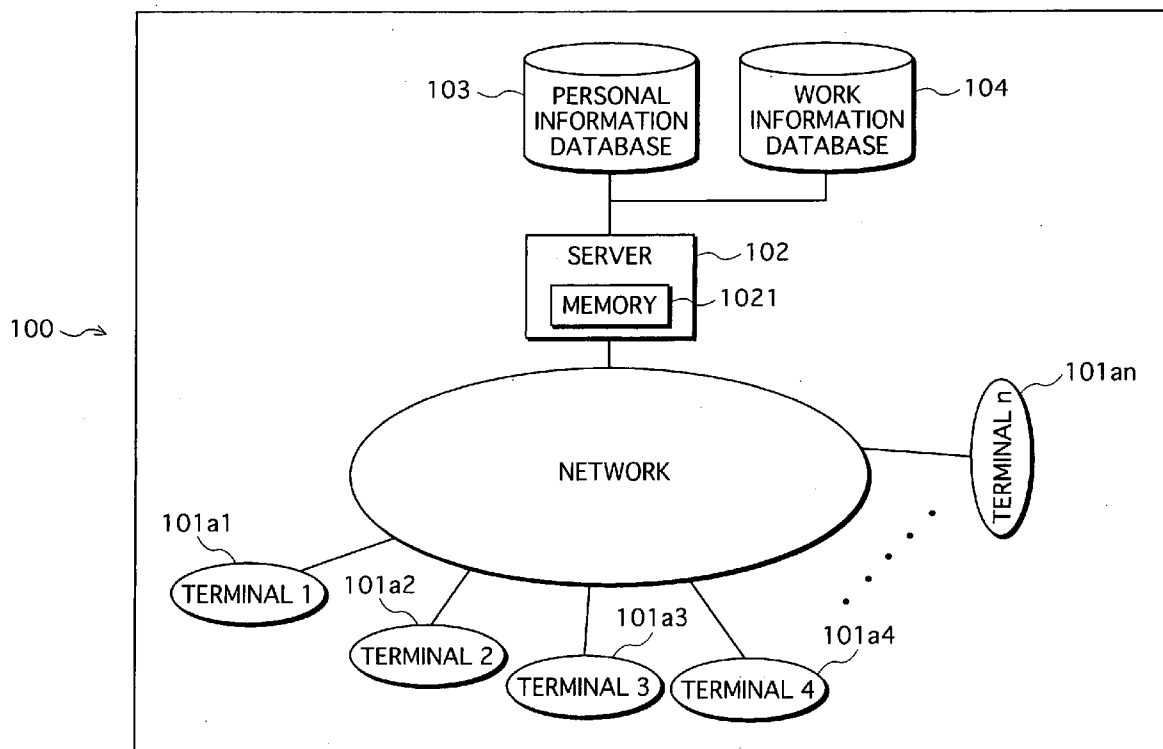 103
PERSONAL
INFORMATION
DATABASE
WORK
INFORMATION
DATABASE
104
SERVER
102
MEMORY
1021
100
101an
TERMINAL n
NETWORK
101a1
TERMINAL 1
101a2
TERMINAL 2
101a3
TERMINAL 3
101a4
TERMINAL 4